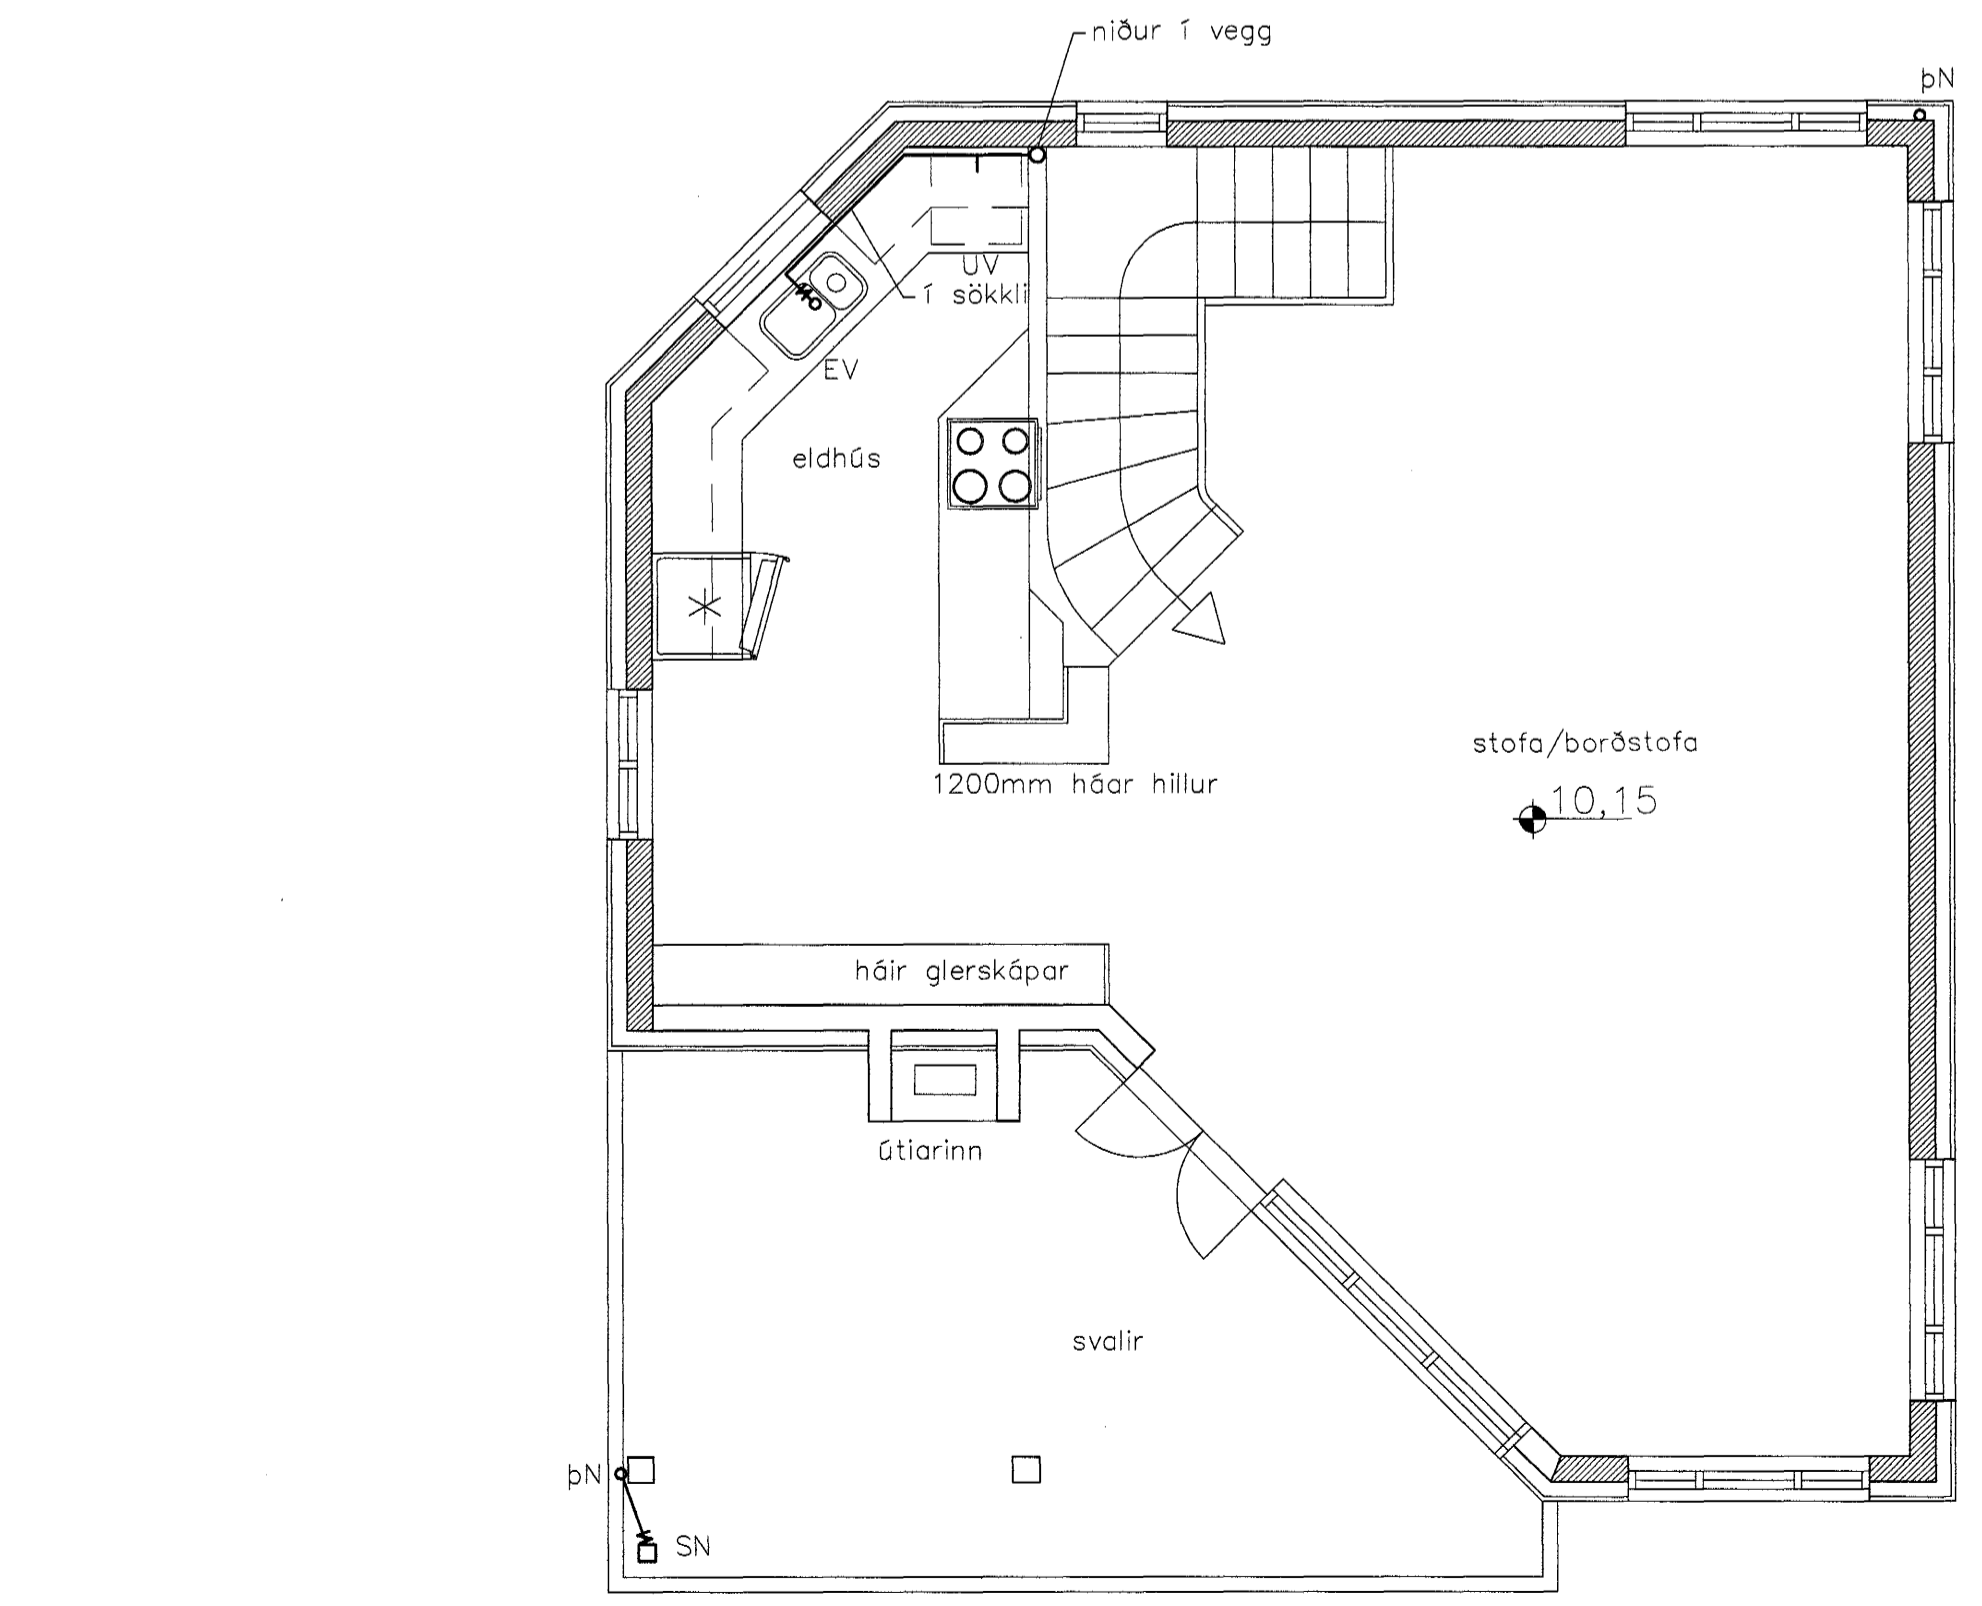 niður í vegg
þN
UV
í sökkli
EV
eldhús
stofa/borðstofa
10,15
1200mm háar hillur
háir glerskápar
útiarinn
svalir
þN
SN